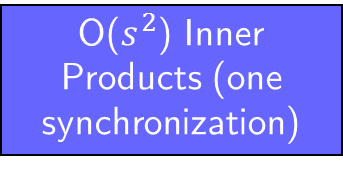 O(s²) Inner
Products (one
synchronization)